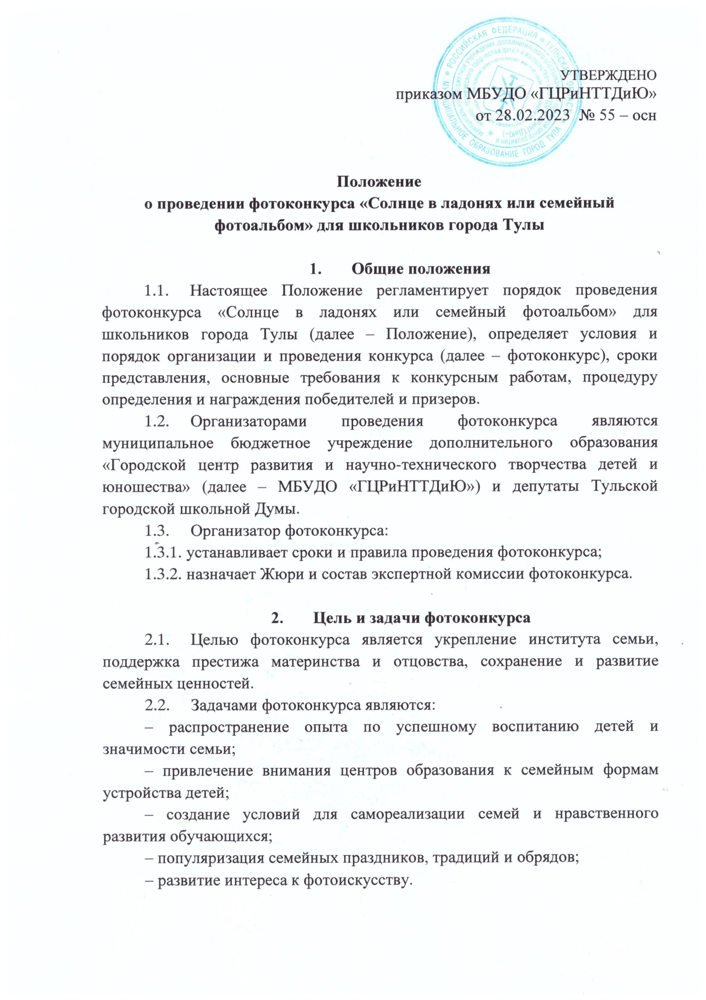 РОССИЙСКАЯ ФЕДЕРАЦИЯ * ТУЛЬСКАЯ ОБЛАСТЬ *
МУНИЦИПАЛЬНОЕ ОБРАЗОВАНИЕ ГОРОД ТУЛА *
УТВЕРЖДЕНО
приказом МБУДО «ГЦРиНТТДиЮ»
от 28.02.2023 № 55 – осн
Положение
о проведении фотоконкурса «Солнце в ладонях или семейный
фотоальбом» для школьников города Тулы
1. Общие положения
1.1. Настоящее Положение регламентирует порядок проведения
фотоконкурса «Солнце в ладонях или семейный фотоальбом» для
школьников города Тулы (далее – Положение), определяет условия и
порядок организации и проведения конкурса (далее – фотоконкурс), сроки
представления, основные требования к конкурсным работам, процедуру
определения и награждения победителей и призеров.
1.2. Организаторами проведения фотоконкурса являются
муниципальное бюджетное учреждение дополнительного образования
«Городской центр развития и научно-технического творчества детей и
юношества» (далее – МБУДО «ГЦРиНТТДиЮ») и депутаты Тульской
городской школьной Думы.
1.3. Организатор фотоконкурса:
1.3.1. устанавливает сроки и правила проведения фотоконкурса;
1.3.2. назначает Жюри и состав экспертной комиссии фотоконкурса.
2. Цель и задачи фотоконкурса
2.1. Целью фотоконкурса является укрепление института семьи,
поддержка престижа материнства и отцовства, сохранение и развитие
семейных ценностей.
2.2. Задачами фотоконкурса являются:
– распространение опыта по успешному воспитанию детей и
значимости семьи;
– привлечение внимания центров образования к семейным формам
устройства детей;
– создание условий для самореализации семей и нравственного
развития обучающихся;
– популяризация семейных праздников, традиций и обрядов;
– развитие интереса к фотоискусству.